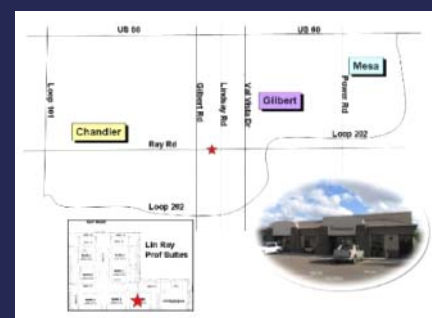 US 60
US 60
Mesa
Loop 101
Gilbert Rd
Lindsay Rd
Val Vista Dr
Gilbert
Power Rd
Chandler
Loop 202
Ray Rd
Loop 202
Lin Ray
Prof Suites